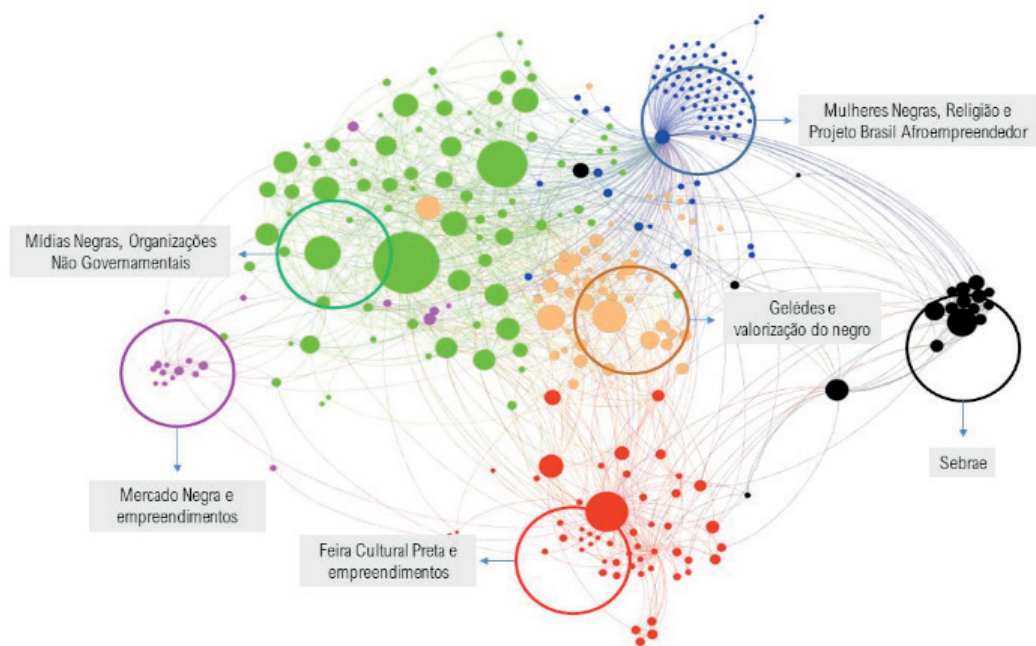 Mulheres Negras, Religião e
Projeto Brasil Afroempreendedor
Mídias Negras, Organizações
Não Governamentais
Gelédes e
valorização do negro
Sebrae
Mercado Negra e
empreendimentos
Feira Cultural Preta e
empreendimentos